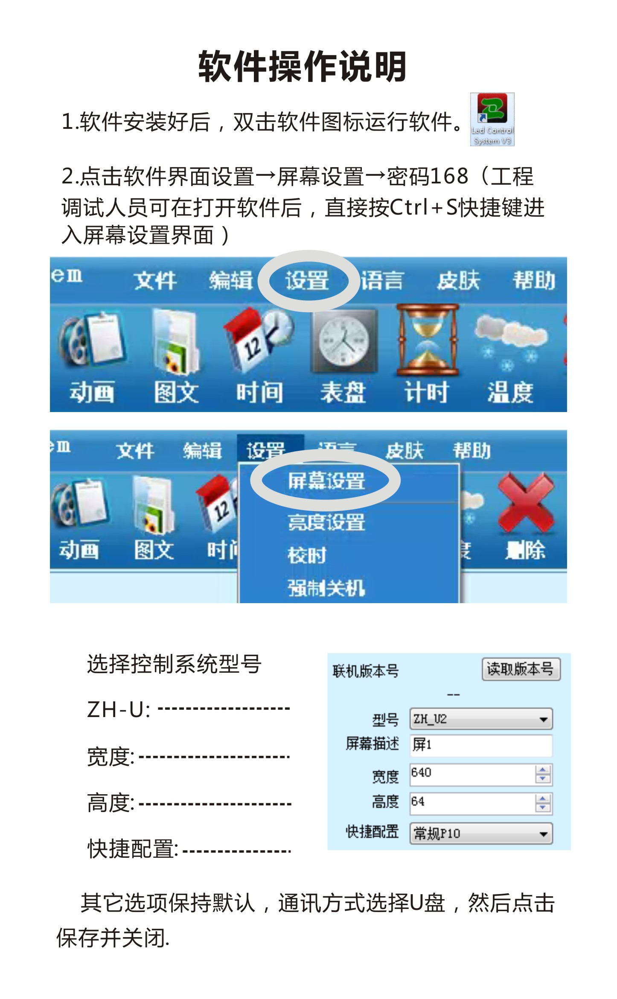 软件操作说明
1.软件安装好后，双击软件图标运行软件。
Led Control
System V3
2.点击软件界面设置→屏幕设置→密码168（工程
调试人员可在打开软件后，直接按Ctrl+S快捷键进
入屏幕设置界面）
em 文件 编辑 设置 语言 皮肤 帮助
12
动画 图文 时间 表盘 计时 温度
em 文件 编辑 设置 语言 皮肤 帮助
屏幕设置
12
亮度设置
动画 图文 时间 度 删除
校时
强制关机
选择控制系统型号
ZH-U: -------------------
宽度: ----------------------
高度: ----------------------
快捷配置: ----------------
联机版本号 读取版本号
--
型号 ZH_U2
屏幕描述 屏1
宽度 640
高度 64
快捷配置 常规P10
其它选项保持默认，通讯方式选择U盘，然后点击
保存并关闭.